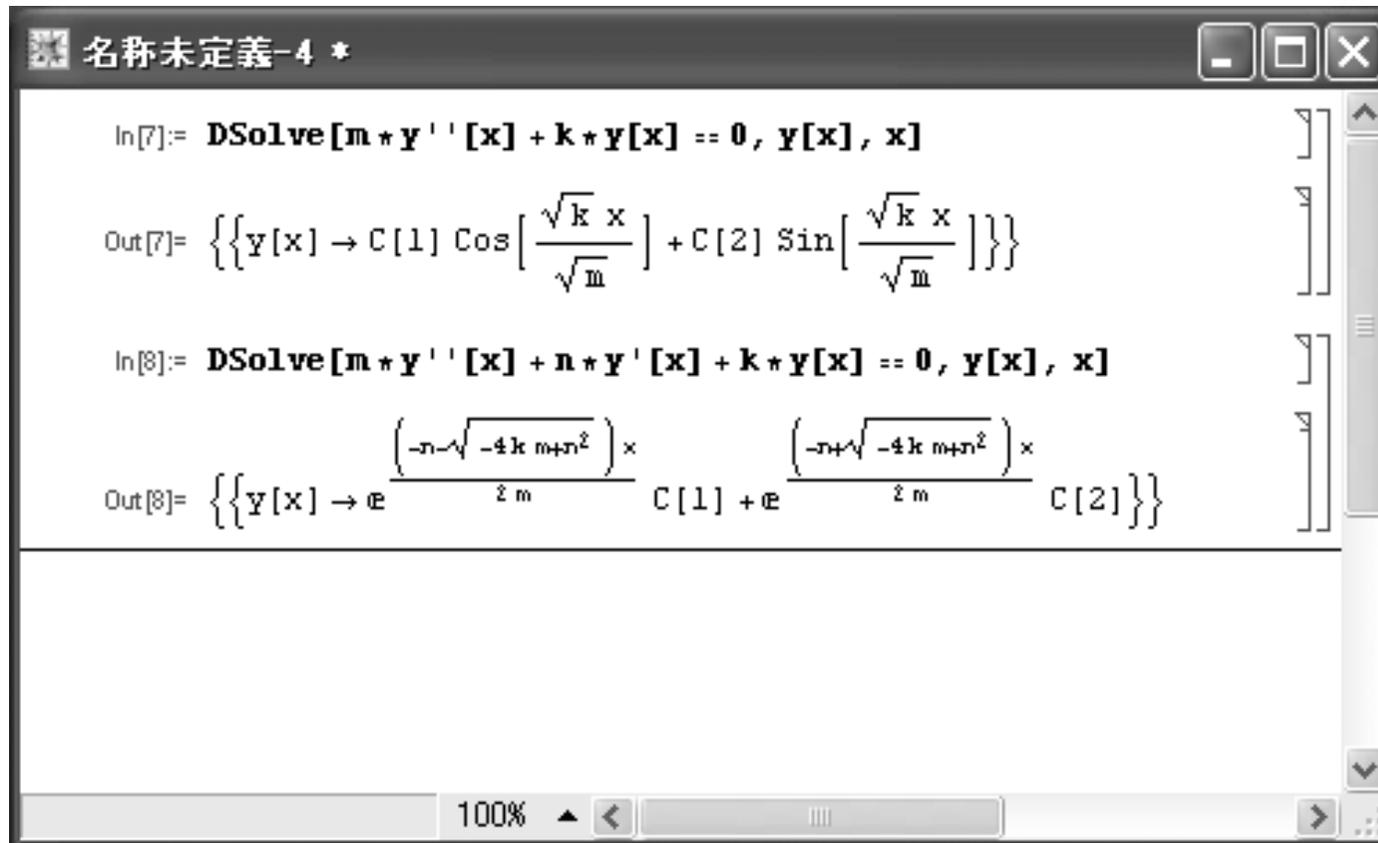 名称未定義-4 *
In[7]:= DSolve[m * y''[x] + k * y[x] == 0, y[x], x]
Out[7]= {{y[x] → C[1] Cos[(√k x)/√m] + C[2] Sin[(√k x)/√m]}}
In[8]:= DSolve[m * y''[x] + n * y'[x] + k * y[x] == 0, y[x], x]
Out[8]= {{y[x] → e^((-n-√(-4 k m+n^2)) x/(2 m)) C[1] + e^((-n+√(-4 k m+n^2)) x/(2 m)) C[2]}}
100%